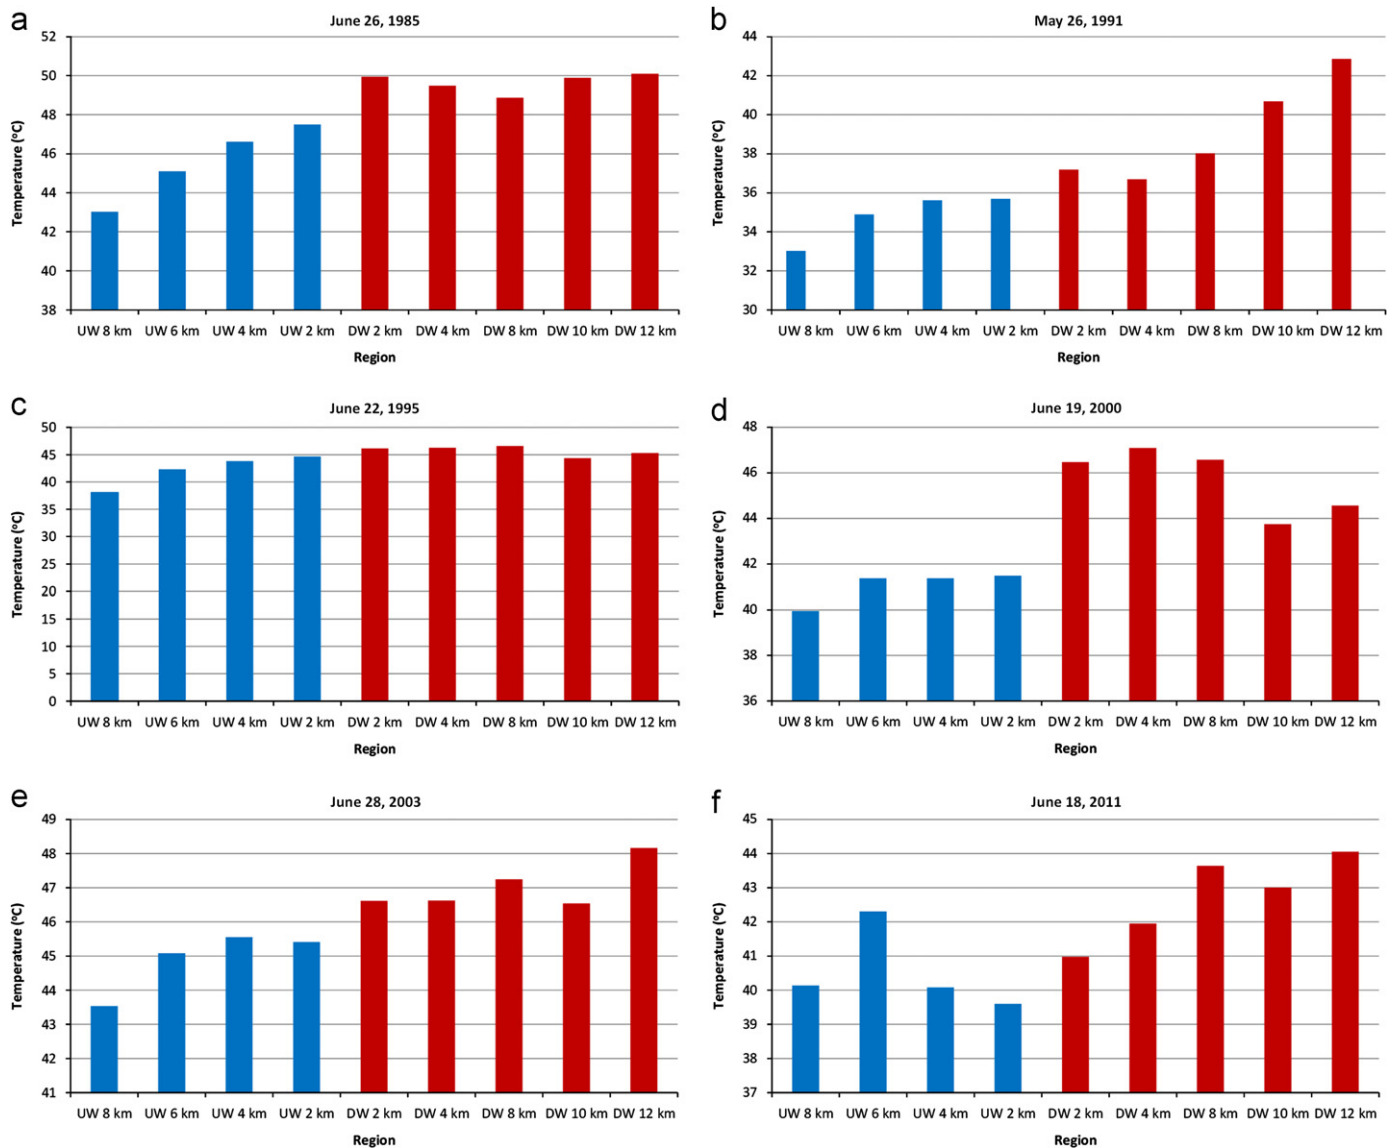 a
June 26, 1985
52
50
48
46
44
42
40
38
Temperature (°C)
UW 8 km UW 6 km UW 4 km UW 2 km DW 2 km DW 4 km DW 8 km DW 10 km DW 12 km
Region
b
May 26, 1991
44
42
40
38
36
34
32
30
Temperature (°C)
UW 8 km UW 6 km UW 4 km UW 2 km DW 2 km DW 4 km DW 8 km DW 10 km DW 12 km
Region
c
June 22, 1995
50
45
40
35
30
25
20
15
10
5
0
Temperature (°C)
UW 8 km UW 6 km UW 4 km UW 2 km DW 2 km DW 4 km DW 8 km DW 10 km DW 12 km
Region
d
June 19, 2000
48
46
44
42
40
38
36
Temperature (°C)
UW 8 km UW 6 km UW 4 km UW 2 km DW 2 km DW 4 km DW 8 km DW 10 km DW 12 km
Region
e
June 28, 2003
49
48
47
46
45
44
43
42
41
Temperature (°C)
UW 8 km UW 6 km UW 4 km UW 2 km DW 2 km DW 4 km DW 8 km DW 10 km DW 12 km
Region
f
June 18, 2011
45
44
43
42
41
40
39
38
37
Temperature (°C)
UW 8 km UW 6 km UW 4 km UW 2 km DW 2 km DW 4 km DW 8 km DW 10 km DW 12 km
Region